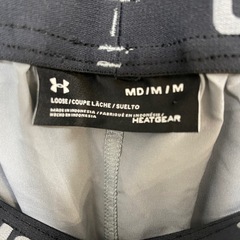 MD/M/M
LOOSE/COUPE LÂCHE/SUELTO
MADE IN INDONESIA / FABRIQUÉ EN INDONÉSIE /
HECHO EN INDONESIA
HEATGEAR